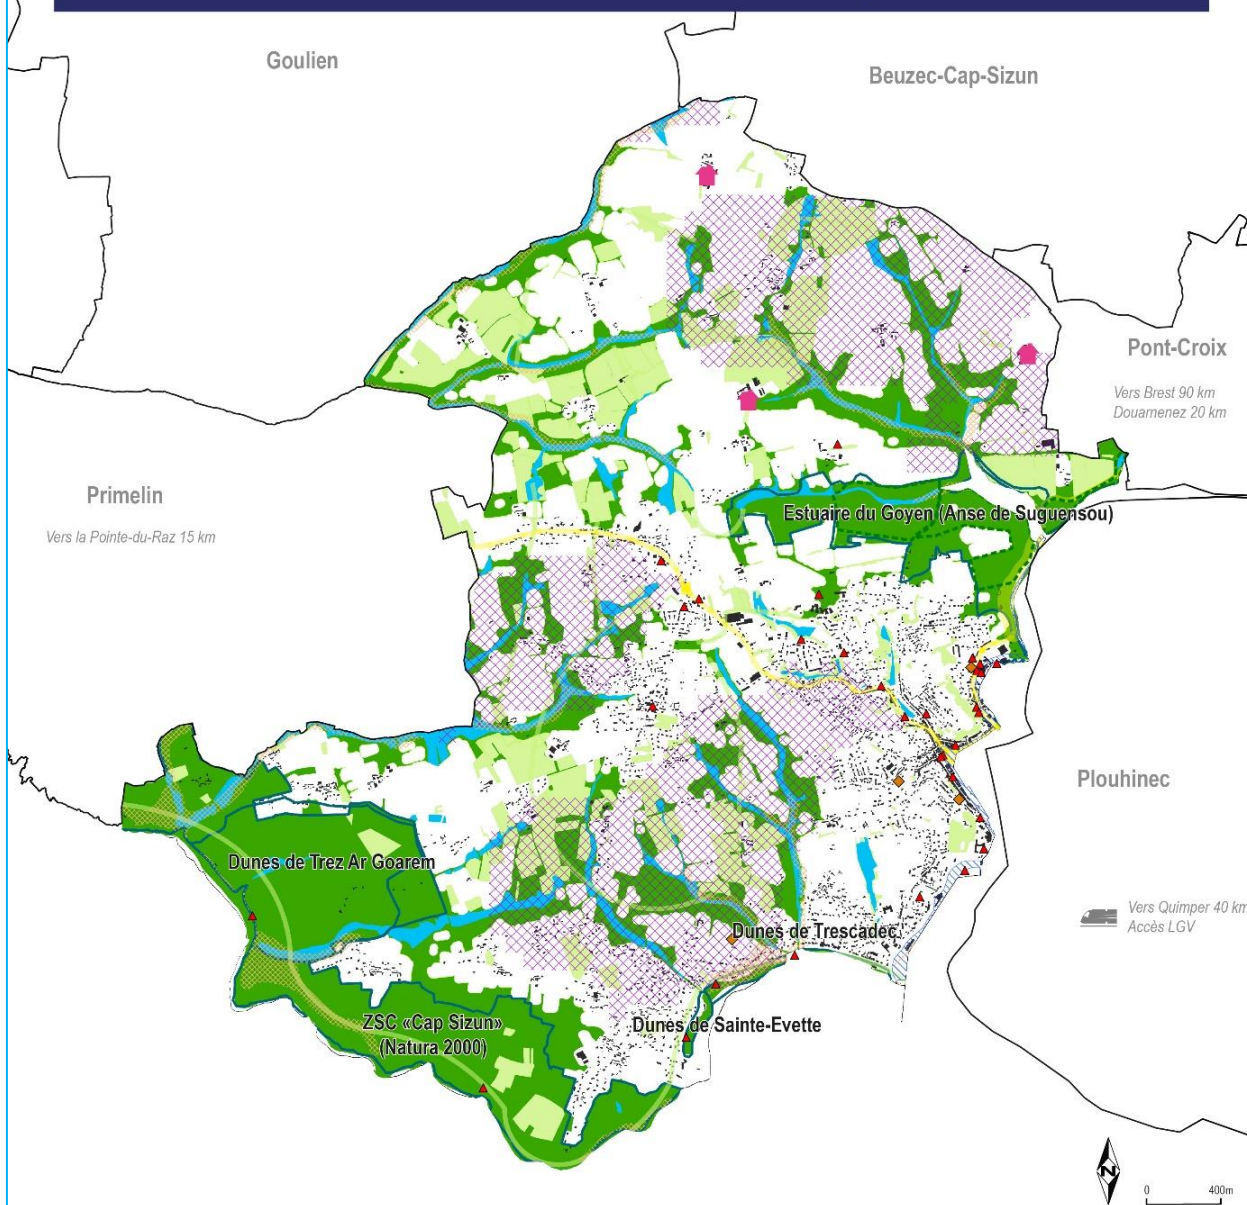 Goulien
Beuzec-Cap-Sizun
Pont-Croix
Vers Brest 90 km
Douarnenez 20 km
Primelin
Vers la Pointe-du-Raz 15 km
Estuaire du Goyen (Anse de Suguensou)
Plouhinec
Dunes de Trez Ar Goarem
Vers Quimper 40 km
Accès LGV
Dunes de Trescadec
ZSC «Cap Sizun»
(Natura 2000)
Dunes de Sainte-Evette
N
0 400m